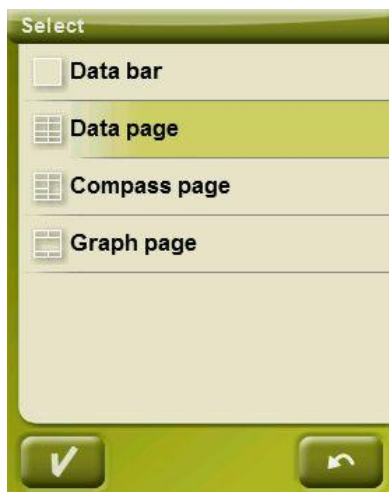 Select
Data bar
Data page
Compass page
Graph page